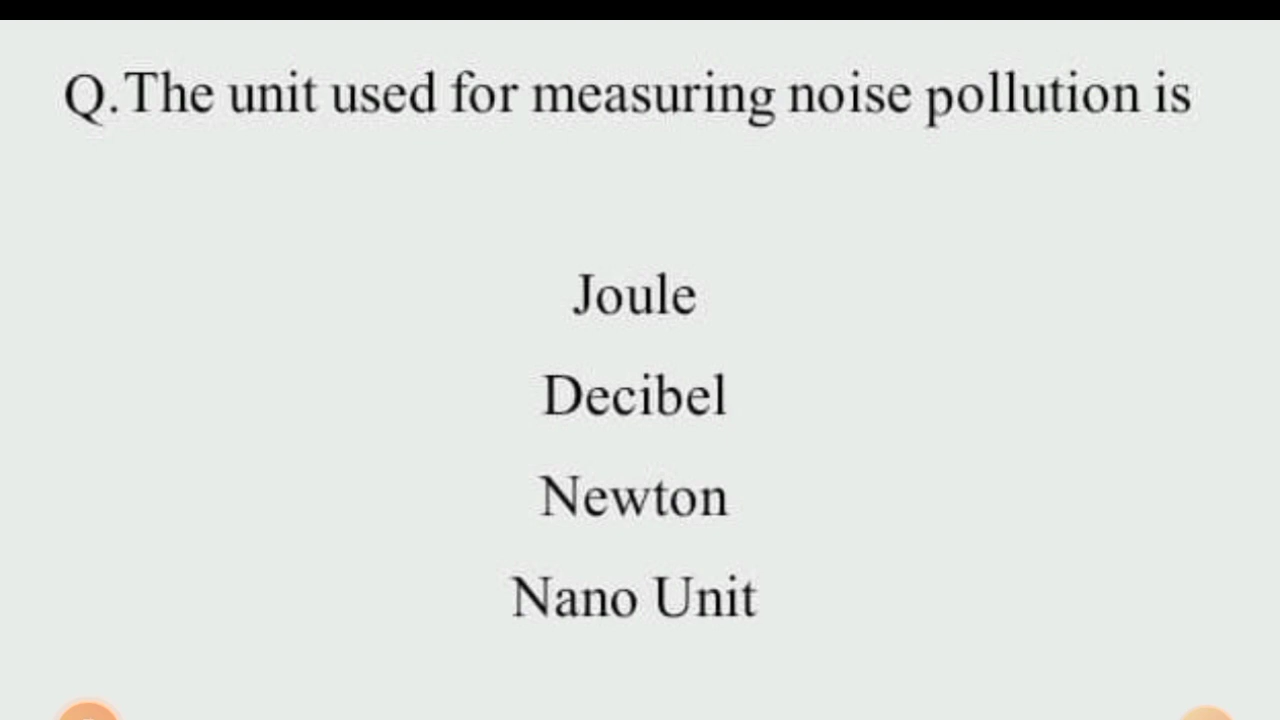 Q.The unit used for measuring noise pollution is
Joule
Decibel
Newton
Nano Unit